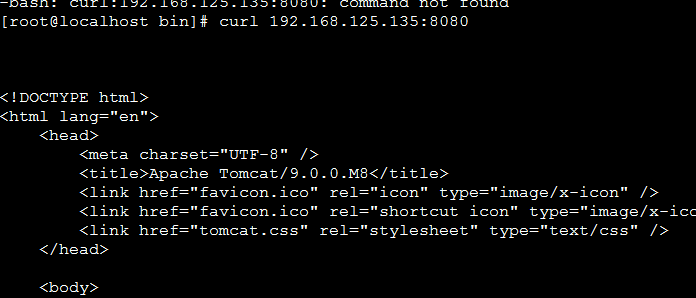 -bash: curl:192.168.125.135:8080: command not found
[root@localhost bin]# curl 192.168.125.135:8080
<!DOCTYPE html>
<html lang="en">
    <head>
        <meta charset="UTF-8" />
        <title>Apache Tomcat/9.0.0.M8</title>
        <link href="favicon.ico" rel="icon" type="image/x-icon" />
        <link href="favicon.ico" rel="shortcut icon" type="image/x-ico
        <link href="tomcat.css" rel="stylesheet" type="text/css" />
    </head>
    <body>